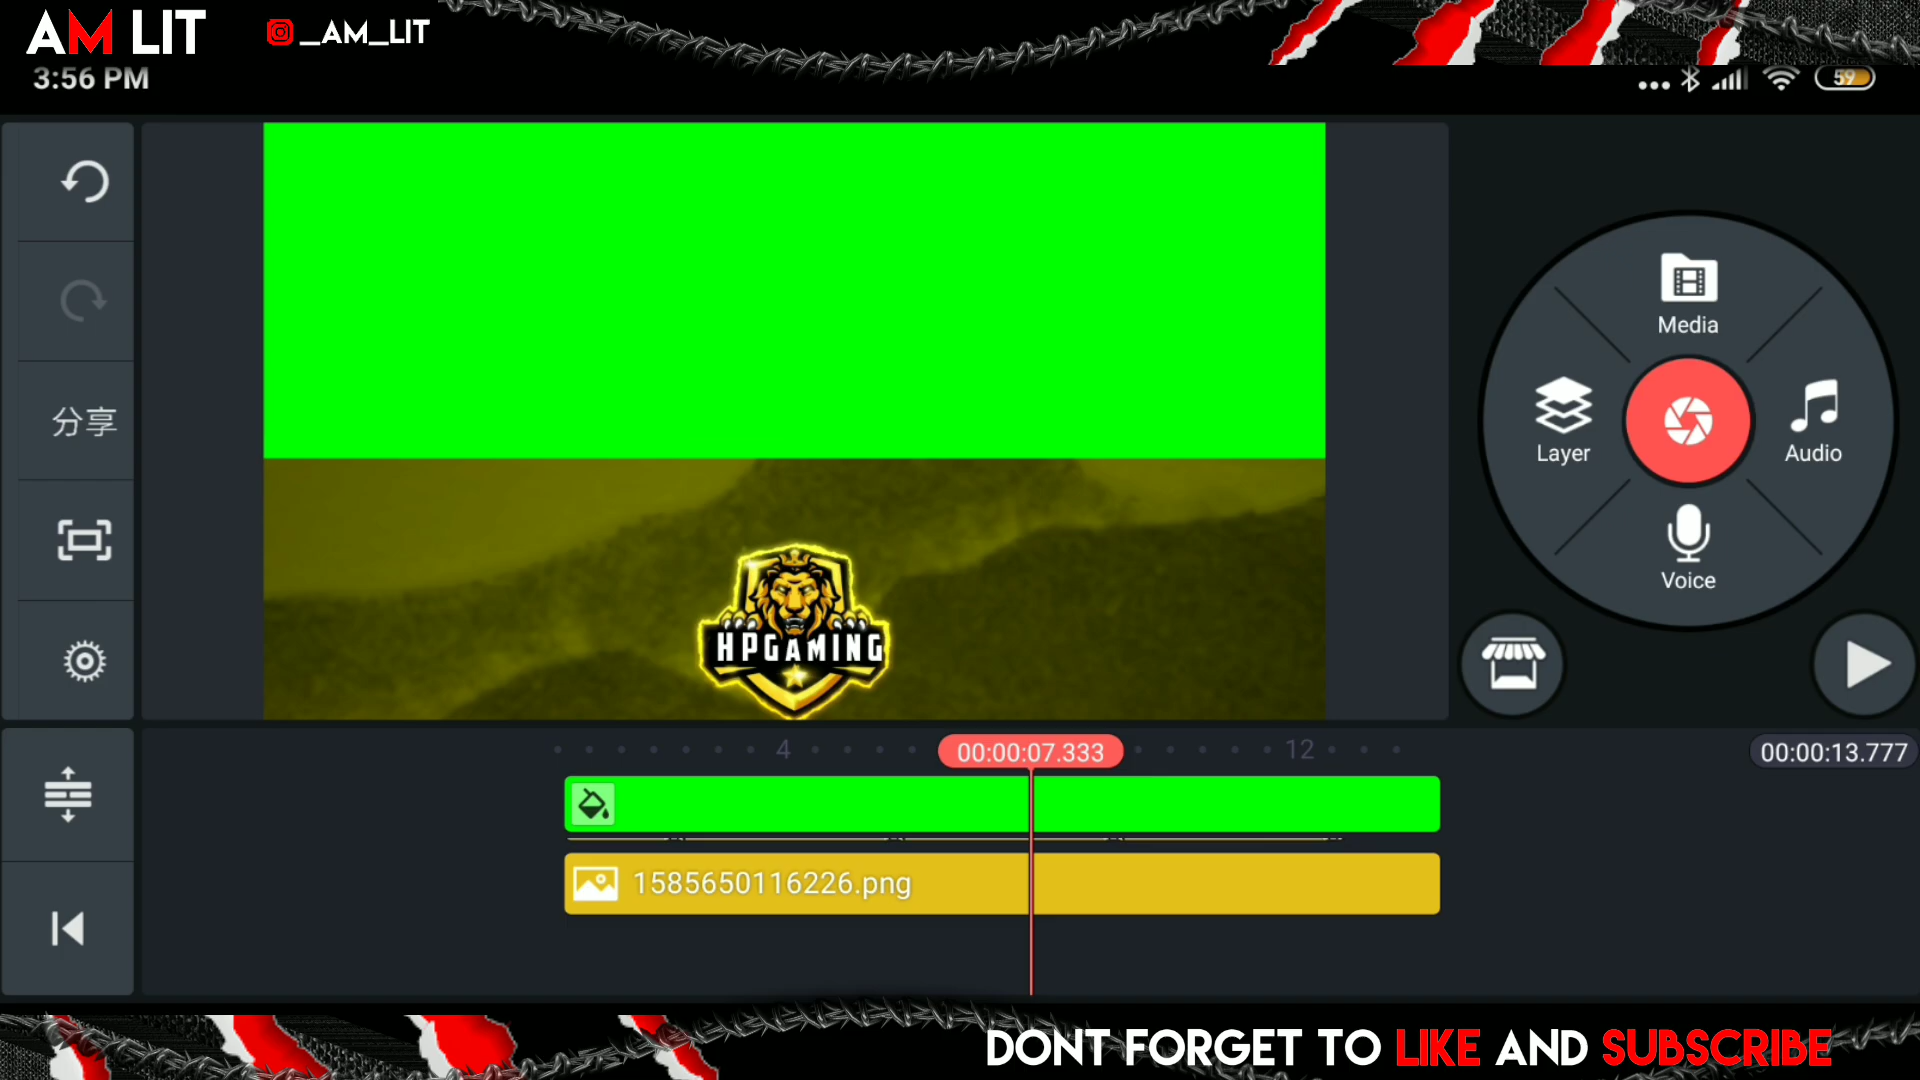 AM LIT
_AM_LIT
3:56 PM
59
Media
分享
Layer
Audio
Voice
HPGAMING
4
00:00:07.333
12
00:00:13.777
1585650116226.png
DONT FORGET TO LIKE AND SUBSCRIBE